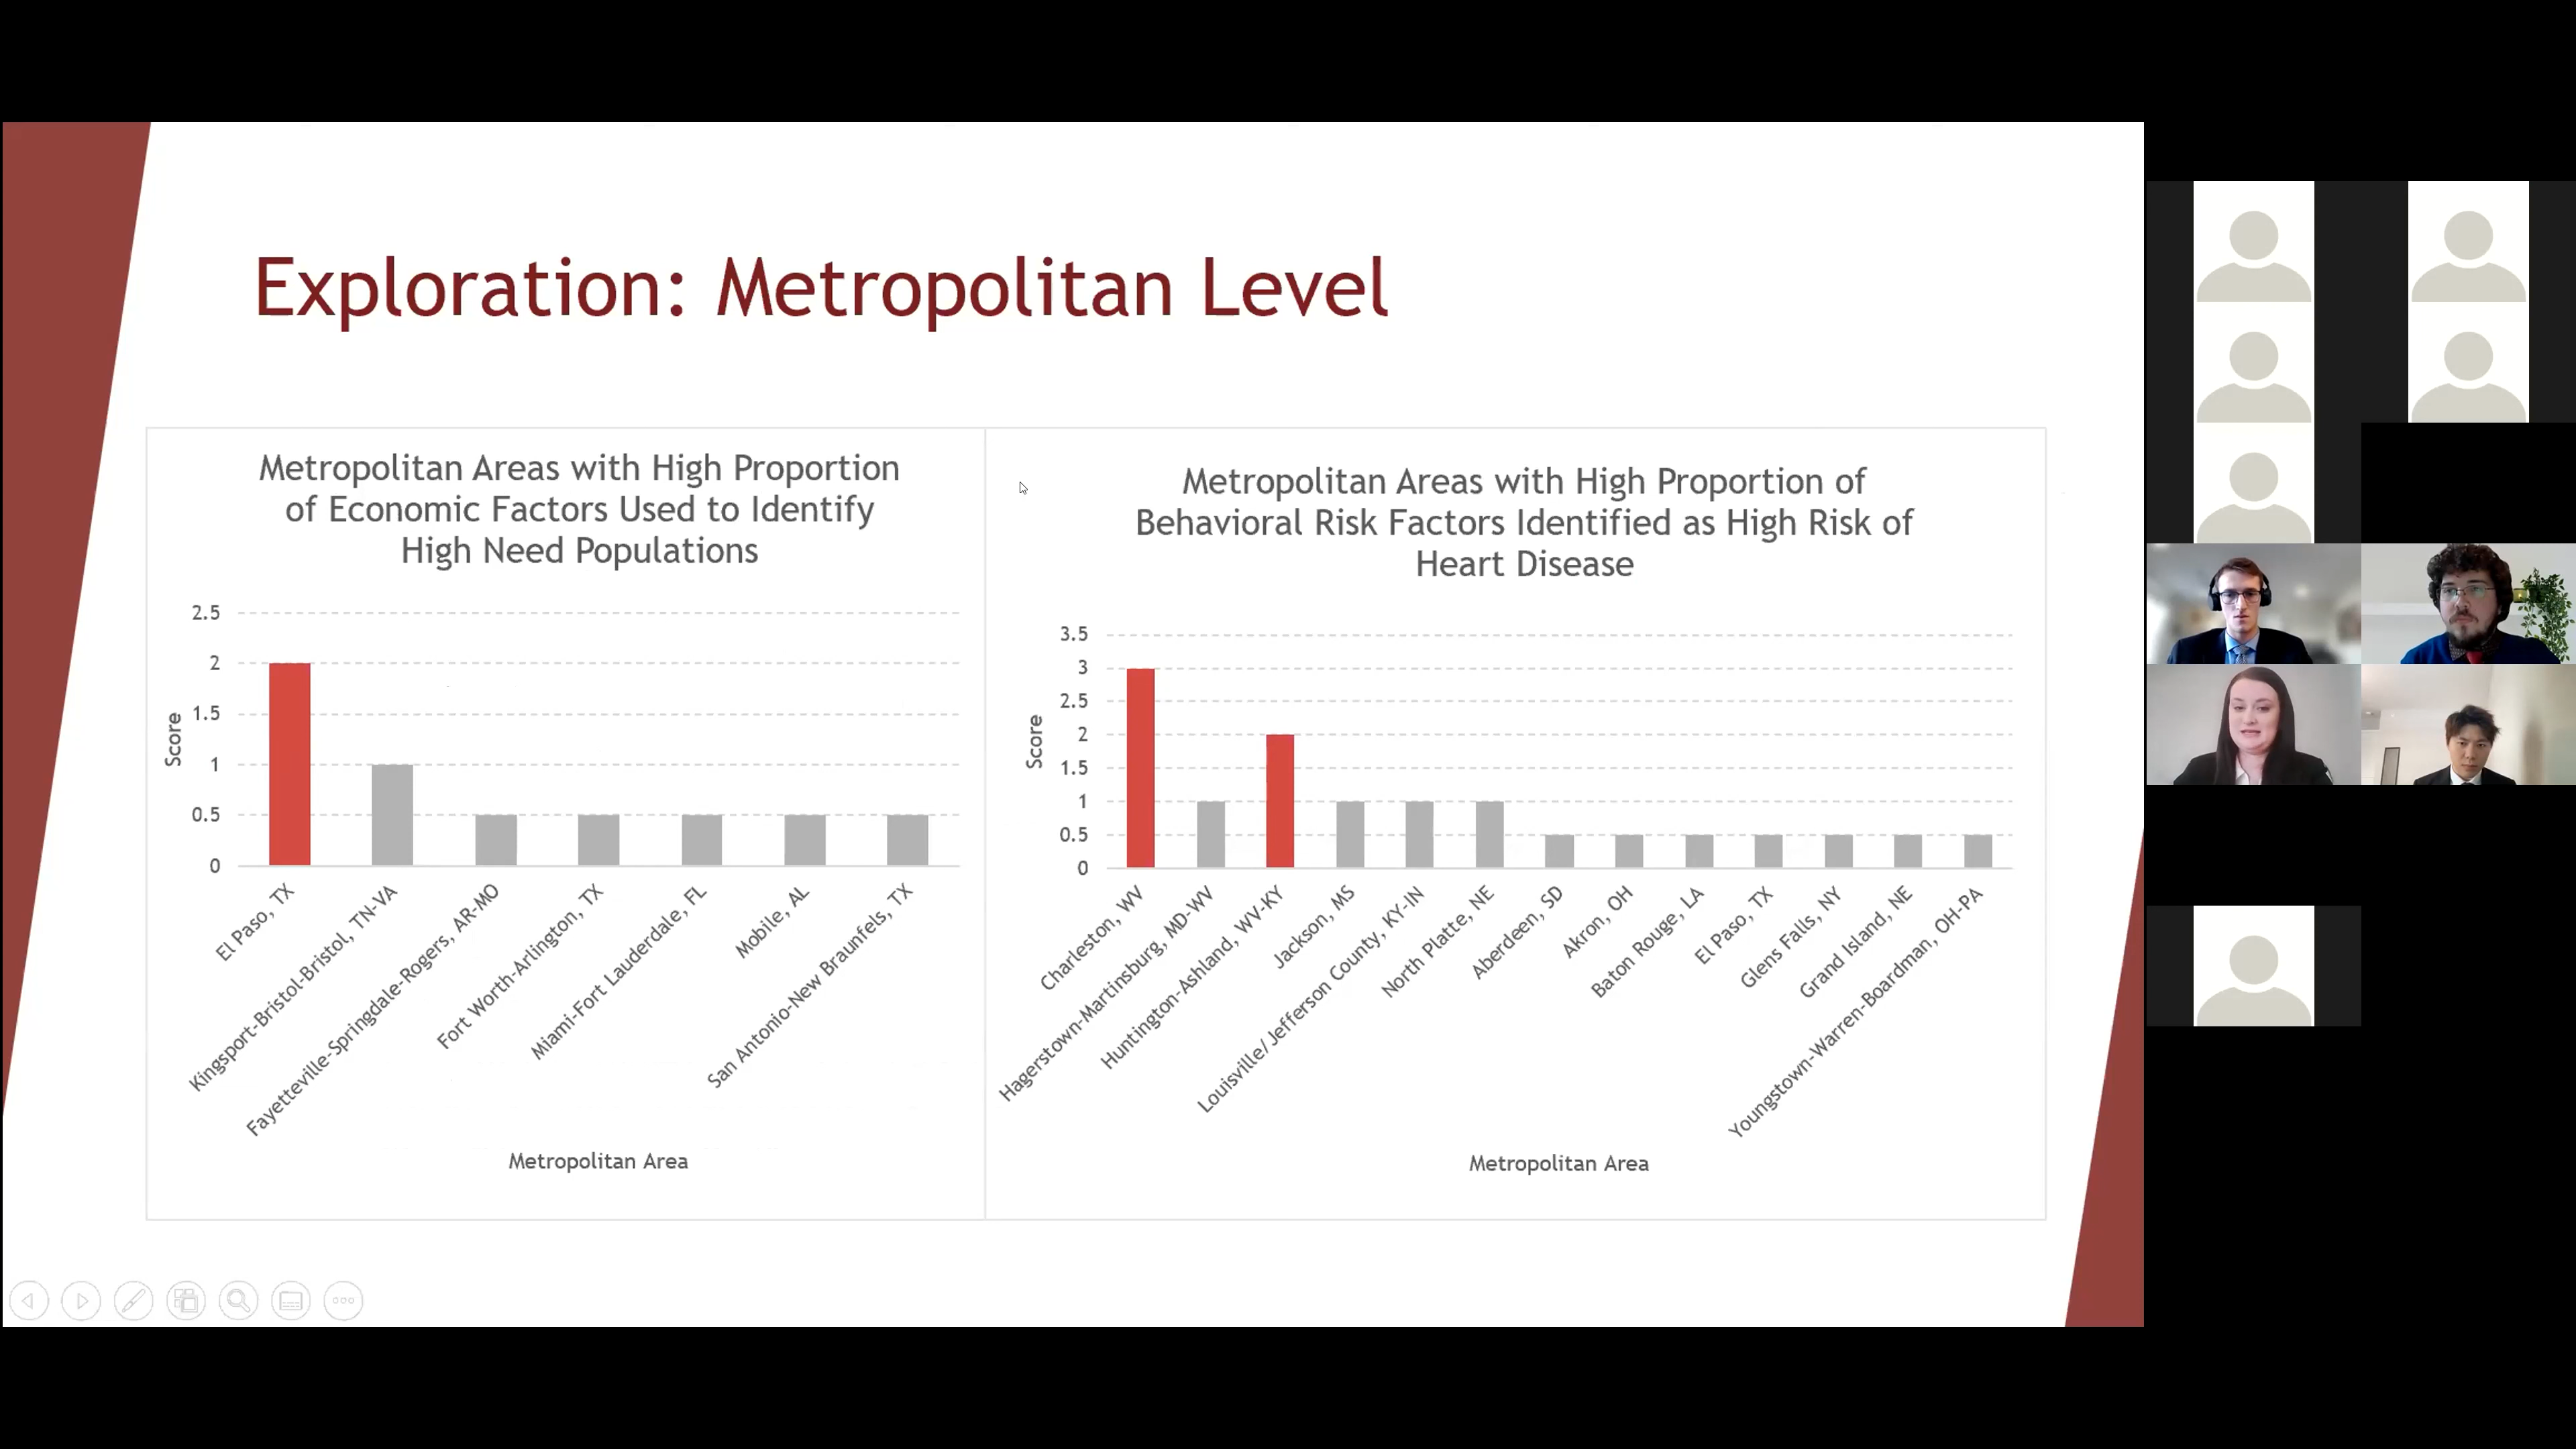 Exploration: Metropolitan Level
Metropolitan Areas with High Proportion
of Economic Factors Used to Identify
High Need Populations
2.5
2
1.5
1
0.5
0
Score
El Paso, TX
Kingsport-Bristol-Bristol, TN-VA
Fayetteville-Springdale-Rogers, AR-MO
Fort Worth-Arlington, TX
Miami-Fort Lauderdale, FL
Mobile, AL
San Antonio-New Braunfels, TX
Metropolitan Area
Metropolitan Areas with High Proportion of
Behavioral Risk Factors Identified as High Risk of
Heart Disease
3.5
3
2.5
2
1.5
1
0.5
0
Score
Charleston, WV
Hagerstown-Martinsburg, MD-WV
Huntington-Ashland, WV-KY
Jackson, MS
Louisville/Jefferson County, KY-IN
North Platte, NE
Aberdeen, SD
Akron, OH
Baton Rouge, LA
El Paso, TX
Glens Falls, NY
Grand Island, NE
Youngstown-Warren-Boardman, OH-PA
Metropolitan Area